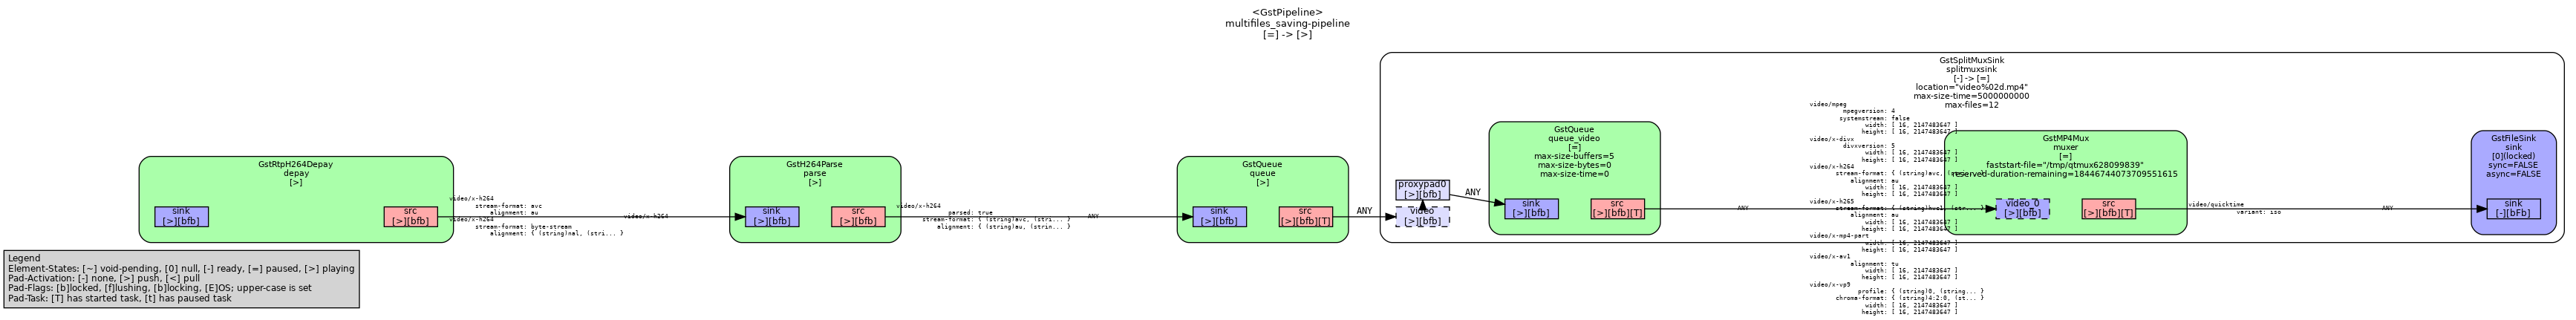 <GstPipeline>
multifiles_saving-pipeline
[=] -> [>]
GstSplitMuxSink
splitmuxsink
[-] -> [=]
location="video%02d.mp4"
max-size-time=5000000000
max-files=12
GstRtpH264Depay
depay
[>]
sink
[>][bfb]
src
[>][bfb]
video/x-h264
stream-format: avc
alignment: au
video/x-h264
stream-format: byte-stream
alignment: { (string)nal, (stri... }
video/x-h264
GstH264Parse
parse
[>]
sink
[>][bfb]
src
[>][bfb]
video/x-h264
parsed: true
stream-format: { (string)avc, (strin... }
alignment: { (string)au, (strin... }
ANY
GstQueue
queue
[>]
sink
[>][bfb]
src
[>][bfb][T]
ANY
proxypad0
[>][bfb]
video
[>][bfb]
ANY
GstQueue
queue_video
[=]
max-size-buffers=5
max-size-bytes=0
max-size-time=0
sink
[>][bfb]
src
[>][bfb][T]
ANY
video/mpeg
mpegversion: 4
systemstream: false
width: [ 16, 2147483647 ]
height: [ 16, 2147483647 ]
video/x-divx
divxversion: 5
width: [ 16, 2147483647 ]
height: [ 16, 2147483647 ]
video/x-h264
stream-format: { (string)avc,
alignment: au
width: [ 16, 2147483647 ]
height: [ 16, 2147483647 ]
video/x-h265
stream-format: { (string)hvc1, (str... }
alignment: au
width: [ 16, 2147483647 ]
height: [ 16, 2147483647 ]
video/x-mp4-part
width: [ 16, 2147483647 ]
height: [ 16, 2147483647 ]
video/x-av1
alignment: tu
width: [ 16, 2147483647 ]
height: [ 16, 2147483647 ]
video/x-vp9
profile: { (string)0, (string... }
chroma-format: { (string)4:2:0, (st... }
width: [ 16, 2147483647 ]
height: [ 16, 2147483647 ]
GstMP4Mux
muxer
[=]
faststart-file="/tmp/qtmux628099839"
reserved-duration-remaining=18446744073709551615
video_0
[>][bfb]
src
[>][bfb][T]
video/quicktime
variant: iso
ANY
GstFileSink
sink
[0](locked)
sync=FALSE
async=FALSE
sink
[-][bFb]
Legend
Element-States: [~] void-pending, [0] null, [-] ready, [=] paused, [>] playing
Pad-Activation: [-] none, [>] push, [<] pull
Pad-Flags: [b]locked, [f]lushing, [b]locking, [E]OS; upper-case is set
Pad-Task: [T] has started task, [t] has paused task